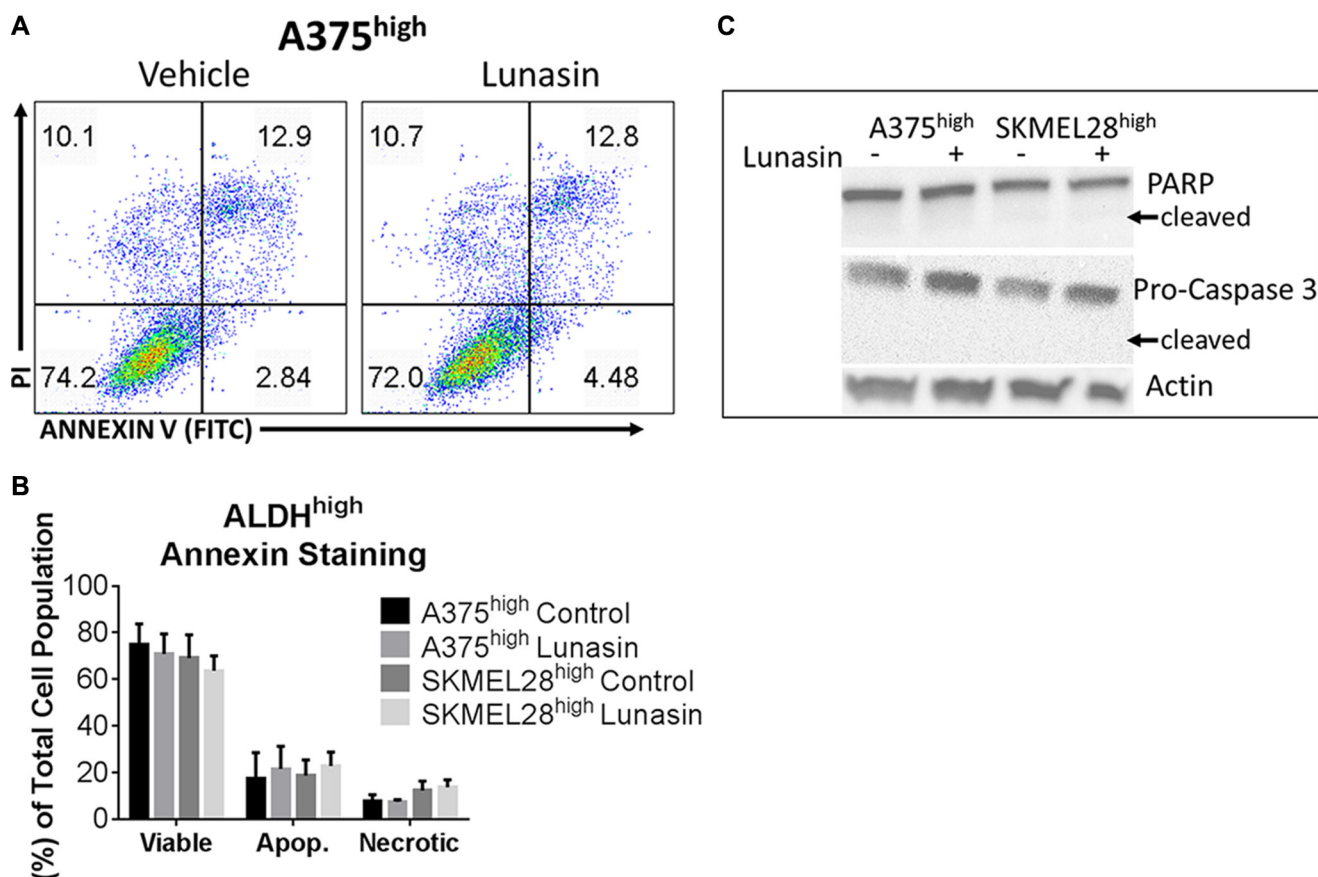 A
A375high
Vehicle
Lunasin
10.1
12.9
10.7
12.8
74.2
2.84
72.0
4.48
PI
ANNEXIN V (FITC)
B
ALDHhigh
Annexin Staining
(%) of Total Cell Population
100
80
60
40
20
0
Viable
Apop.
Necrotic
A375high Control
A375high Lunasin
SKMEL28high Control
SKMEL28high Lunasin
C
A375high SKMEL28high
Lunasin - + - +
PARP
cleaved
Pro-Caspase 3
cleaved
Actin